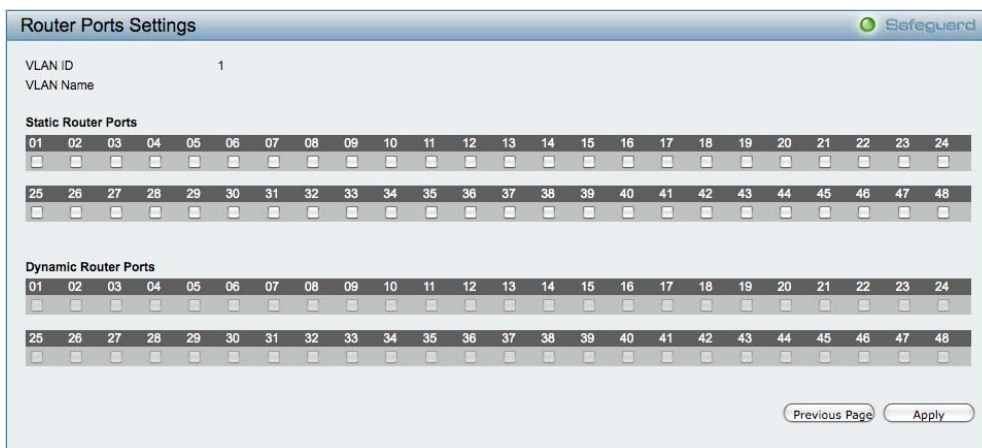 Router Ports Settings Safeguard
VLAN ID 1
VLAN Name
Static Router Ports
01 02 03 04 05 06 07 08 09 10 11 12 13 14 15 16 17 18 19 20 21 22 23 24
25 26 27 28 29 30 31 32 33 34 35 36 37 38 39 40 41 42 43 44 45 46 47 48
Dynamic Router Ports
01 02 03 04 05 06 07 08 09 10 11 12 13 14 15 16 17 18 19 20 21 22 23 24
25 26 27 28 29 30 31 32 33 34 35 36 37 38 39 40 41 42 43 44 45 46 47 48
Previous Page Apply